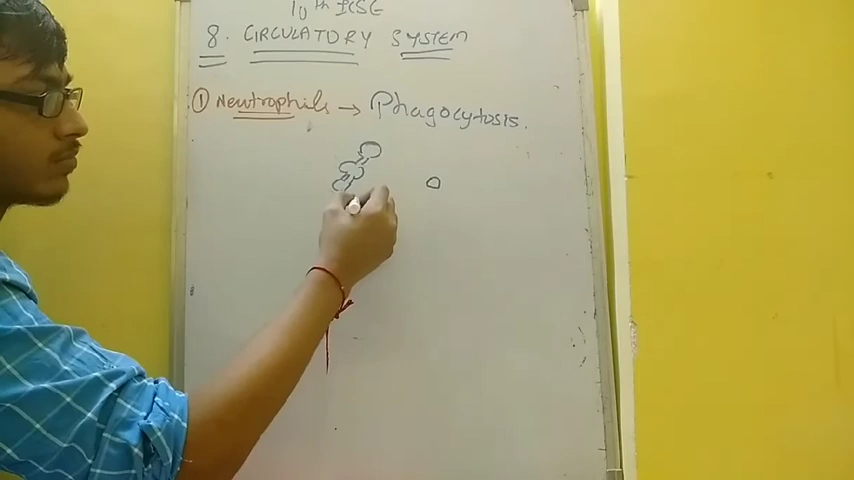 10th ICSE
8. CIRCULATORY SYSTEM
① Neutrophils → Phagocytosis.